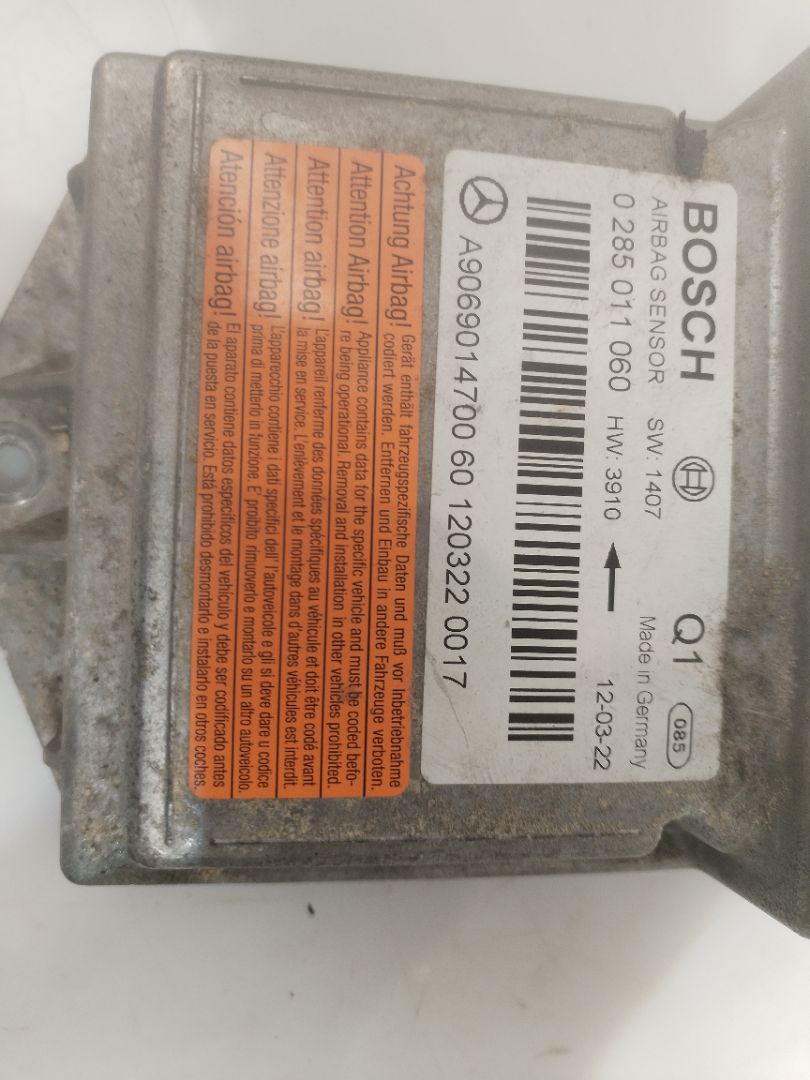 BOSCH
Q1
085
AIRBAG SENSOR SW: 1407 Made in Germany
0 285 011 060 HW: 3910 12-03-22
A9069014700 60 120322 0017
Achtung Airbag! Gerät enthält fahrzeugspezifische Daten und muß vor Inbetriebnahme
codiert werden. Entfernen und Einbau in andere Fahrzeuge verboten.
Attention Airbag! Appliance contains data for the specific vehicle and must be coded befo-
re being operational. Removal and installation in other vehicles prohibited.
Attention airbag! L'appareil renferme des données spécifiques au véhicule et doit être codé avant
la mise en service. L'enlèvement et le montage dans d'autres véhicules est interdit.
Attenzione airbag! L'apparecchio contiene i dati specifici dell' l'autoveicole e gli si deve dare u codice
prima di metterlo in funzione. E' proibito rimuoverlo e montarlo su un altro autoveicolo.
Atención airbag! El aparato contiene datos específicos del vehículo y debe ser codificado antes
de la puesta en servicio. Está prohibido desmontarlo e instalarlo en otros coches.